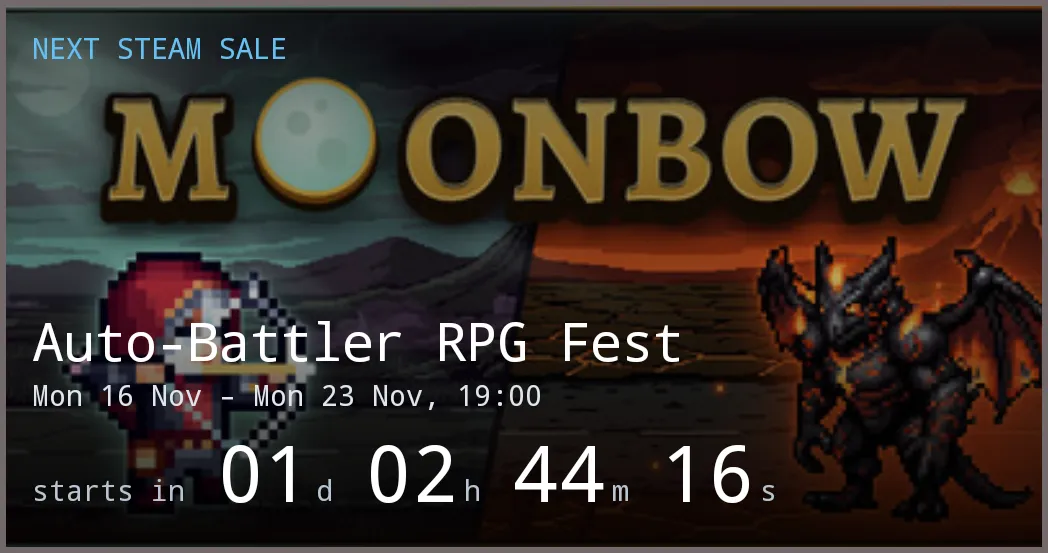 NEXT STEAM SALE
MOONBOW
Auto-Battler RPG Fest
Mon 16 Nov – Mon 23 Nov, 19:00
starts in 01d 02h 44m 16s